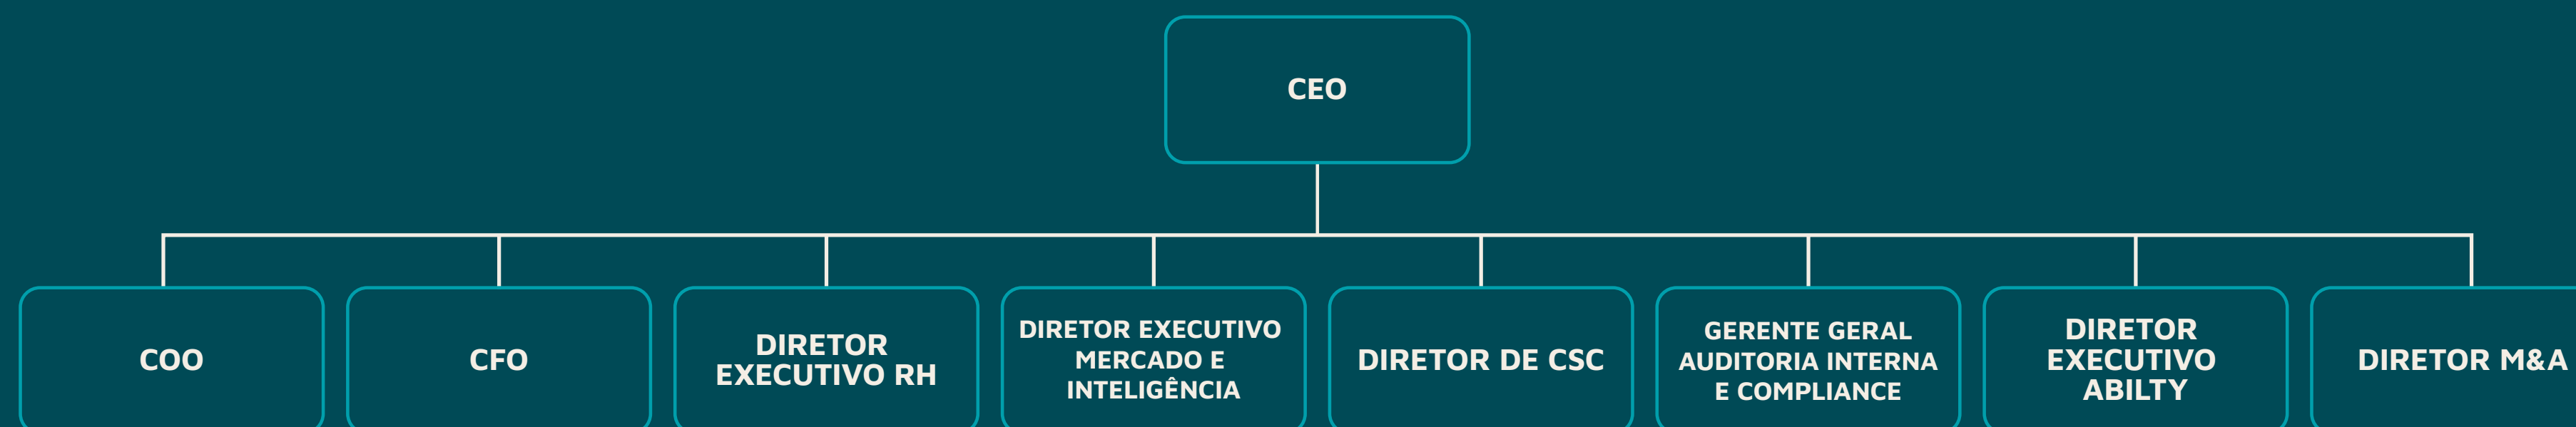 CEO
COO
CFO
DIRETOR
EXECUTIVO RH
DIRETOR EXECUTIVO
MERCADO E
INTELIGÊNCIA
DIRETOR DE CSC
GERENTE GERAL
AUDITORIA INTERNA
E COMPLIANCE
DIRETOR
EXECUTIVO
ABILTY
DIRETOR M&A